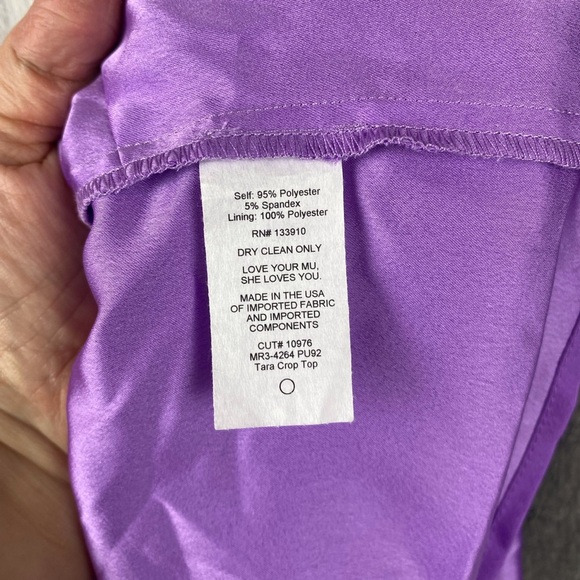 Self: 95% Polyester
5% Spandex
Lining: 100% Polyester
RN# 133910
DRY CLEAN ONLY
LOVE YOUR MU,
SHE LOVES YOU.
MADE IN THE USA
OF IMPORTED FABRIC
AND IMPORTED
COMPONENTS
CUT# 10976
MR3-4264 PU92
Tara Crop Top